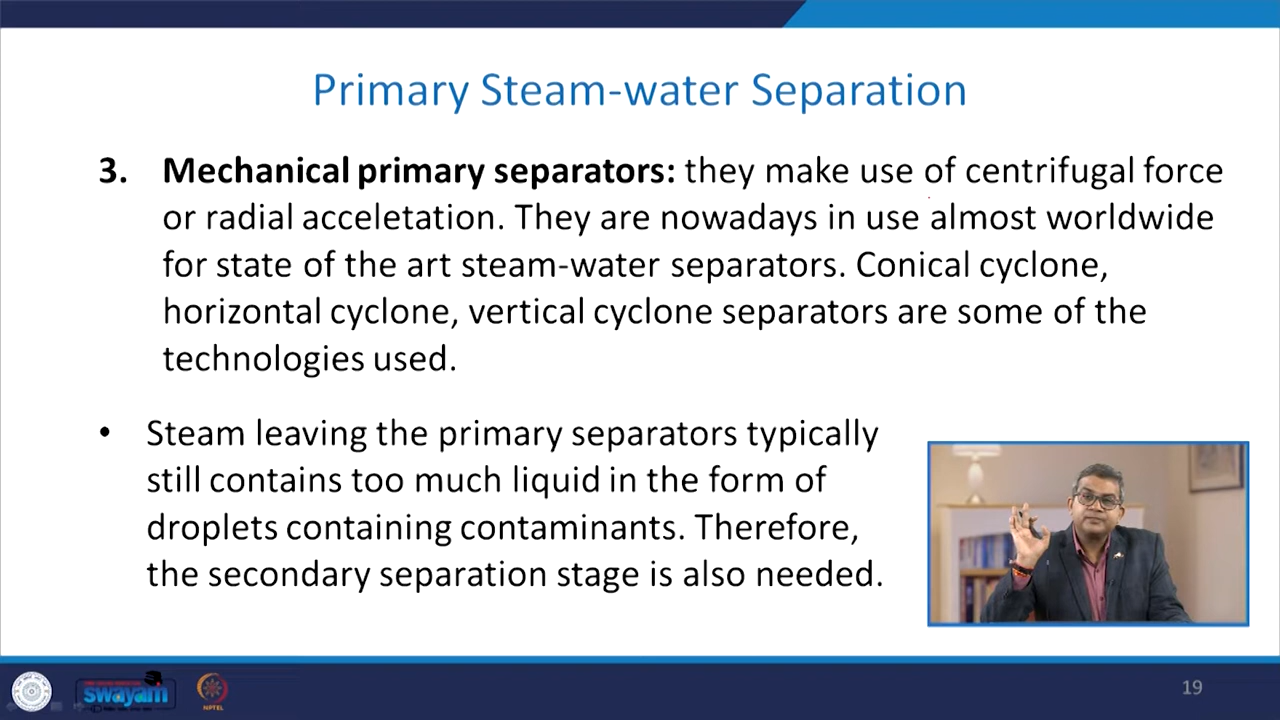 Primary Steam-water Separation
3. Mechanical primary separators: they make use of centrifugal force
or radial acceletation. They are nowadays in use almost worldwide
for state of the art steam-water separators. Conical cyclone,
horizontal cyclone, vertical cyclone separators are some of the
technologies used.
• Steam leaving the primary separators typically
still contains too much liquid in the form of
droplets containing contaminants. Therefore,
the secondary separation stage is also needed.
swayam
NPTEL
19